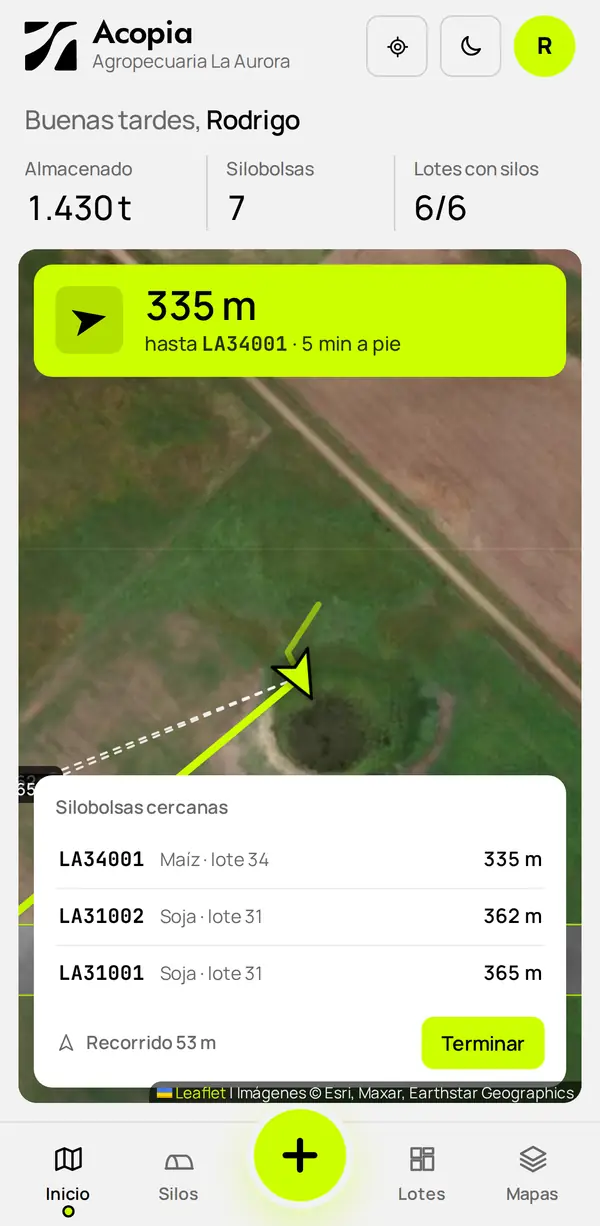 Acopia
Agropecuaria La Aurora
R
Buenas tardes, Rodrigo
Almacenado
1.430 t
Silobolsas
7
Lotes con silos
6/6
335 m
hasta LA34001 · 5 min a pie
Silobolsas cercanas
LA34001 Maíz · lote 34 335 m
LA31002 Soja · lote 31 362 m
LA31001 Soja · lote 31 365 m
Recorrido 53 m
Terminar
Leaflet | Imágenes © Esri, Maxar, Earthstar Geographics
Inicio
Silos
+
Lotes
Mapas